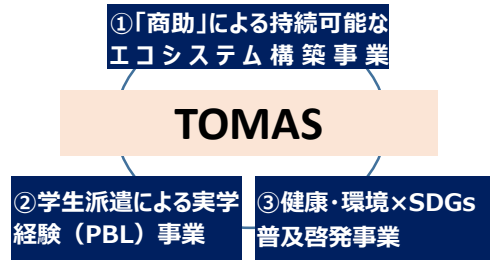 ①「商助」による持続可能な
エコシステム構築事業
TOMAS
②学生派遣による実学
経験（PBL）事業
③健康・環境×SDGs
普及啓発事業